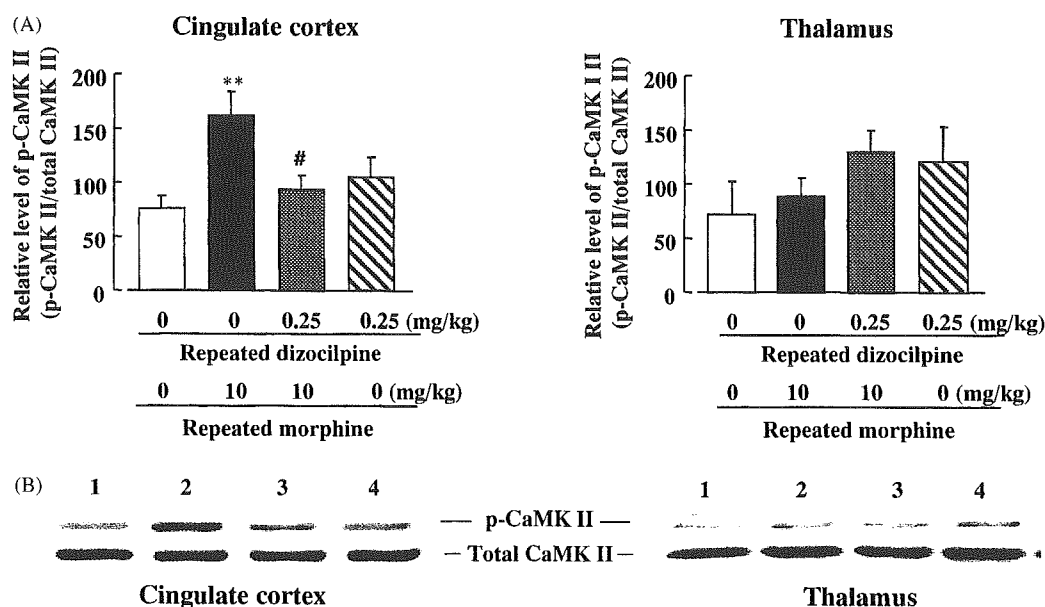 (A)
Cingulate cortex
Relative level of p-CaMK II
(p-CaMK II/total CaMK II)
200
150
100
50
0
**
#
0 0 0.25 0.25 (mg/kg)
Repeated dizocilpine
0 10 10 0 (mg/kg)
Repeated morphine
Thalamus
Relative level of p-CaMK I II
(p-CaMK II/total CaMK II)
200
150
100
50
0
0 0 0.25 0.25 (mg/kg)
Repeated dizocilpine
0 10 10 0 (mg/kg)
Repeated morphine
(B)
1 2 3 4
p-CaMK II
Total CaMK II
1 2 3 4
Cingulate cortex
Thalamus